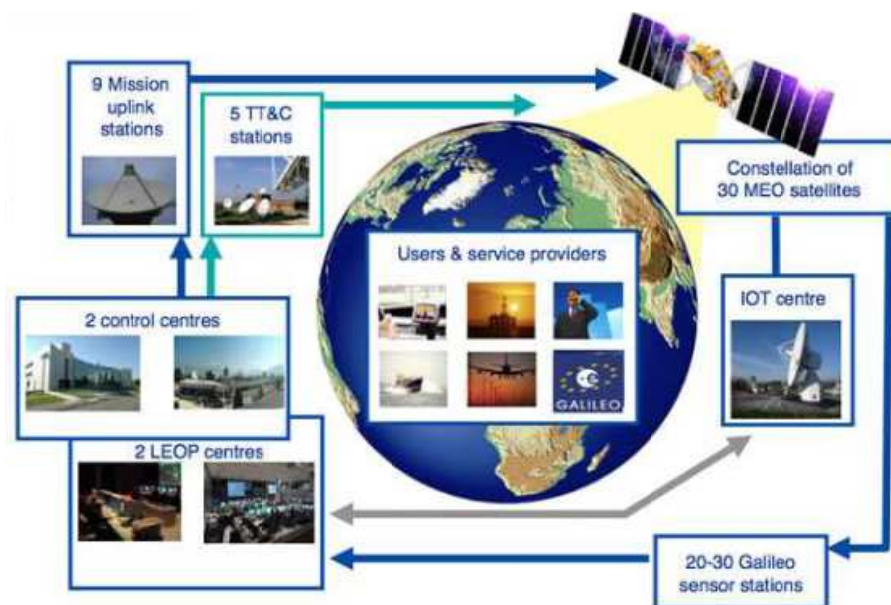 9 Mission
uplink
stations
5 TT&C
stations
Constellation of
30 MEO satellites
Users & service providers
IOT centre
2 control centres
GALILEO
2 LEOP centres
20-30 Galileo
sensor stations